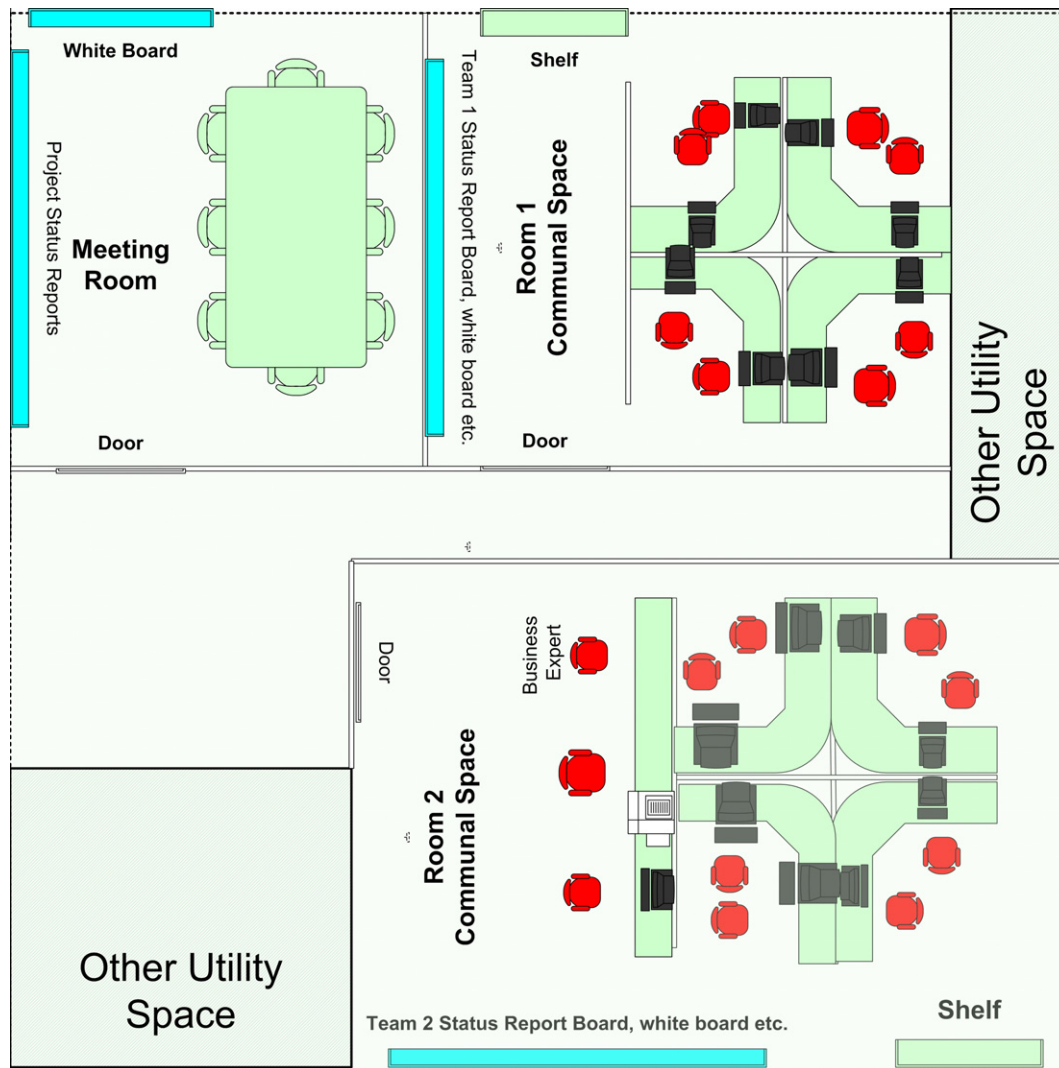 White Board
Shelf
Project Status Reports
Meeting
Room
Team 1 Status Report Board, white board etc.
Room 1
Communal Space
Door
Door
Other Utility
Space
Door
Business
Expert
Room 2
Communal Space
Other Utility
Space
Team 2 Status Report Board, white board etc.
Shelf